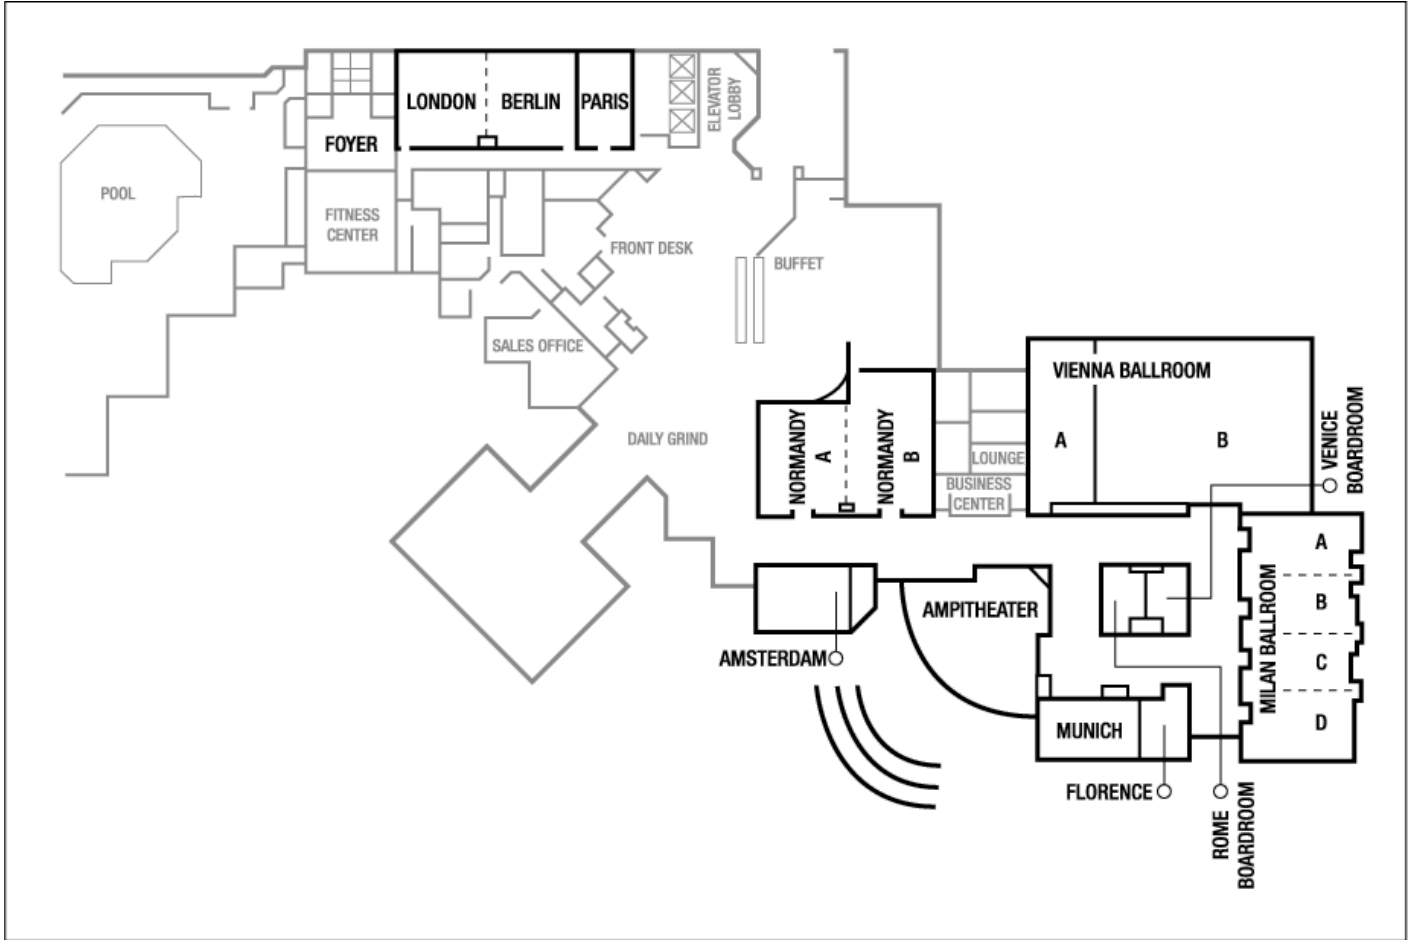 LONDON
BERLIN
PARIS
ELEVATOR
LOBBY
FOYER
POOL
FITNESS
CENTER
FRONT DESK
BUFFET
SALES OFFICE
VIENNA BALLROOM
A
B
VENICE
BOARDROOM
DAILY GRIND
NORMANDY
A
NORMANDY
B
LOUNGE
BUSINESS
CENTER
MILAN BALLROOM
A
B
C
D
AMPITHEATER
AMSTERDAM
MUNICH
FLORENCE
ROME
BOARDROOM